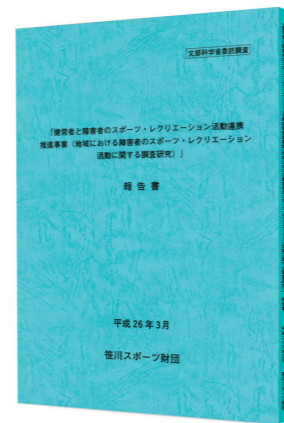 文部科学省委託調査
「健常者と障害者のスポーツ・レクリエーション活動連携
推進事業（地域における障害者のスポーツ・レクリエーション
活動に関する調査研究）」
報告書
平成26年3月
笹川スポーツ財団